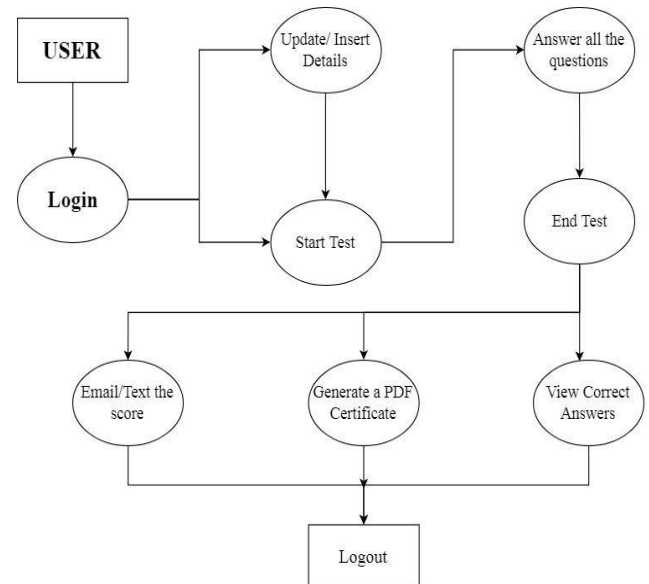 USER
Update/ Insert
Details
Answer all the
questions
Login
Start Test
End Test
Email/Text the
score
Generate a PDF
Certificate
View Correct
Answers
Logout